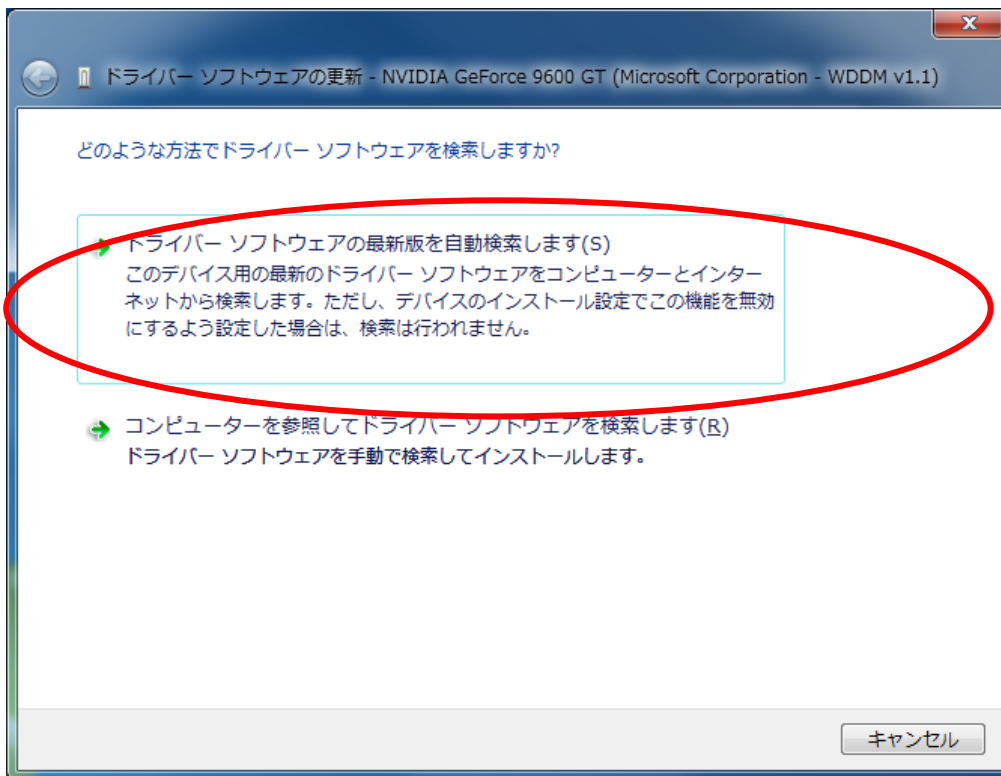 ドライバー ソフトウェアの更新 - NVIDIA GeForce 9600 GT (Microsoft Corporation - WDDM v1.1)
どのような方法でドライバー ソフトウェアを検索しますか?
ドライバー ソフトウェアの最新版を自動検索します(S)
このデバイス用の最新のドライバー ソフトウェアをコンピューターとインター
ネットから検索します。ただし、デバイスのインストール設定でこの機能を無効
にするよう設定した場合は、検索は行われません。
コンピューターを参照してドライバー ソフトウェアを検索します(R)
ドライバー ソフトウェアを手動で検索してインストールします。
キャンセル